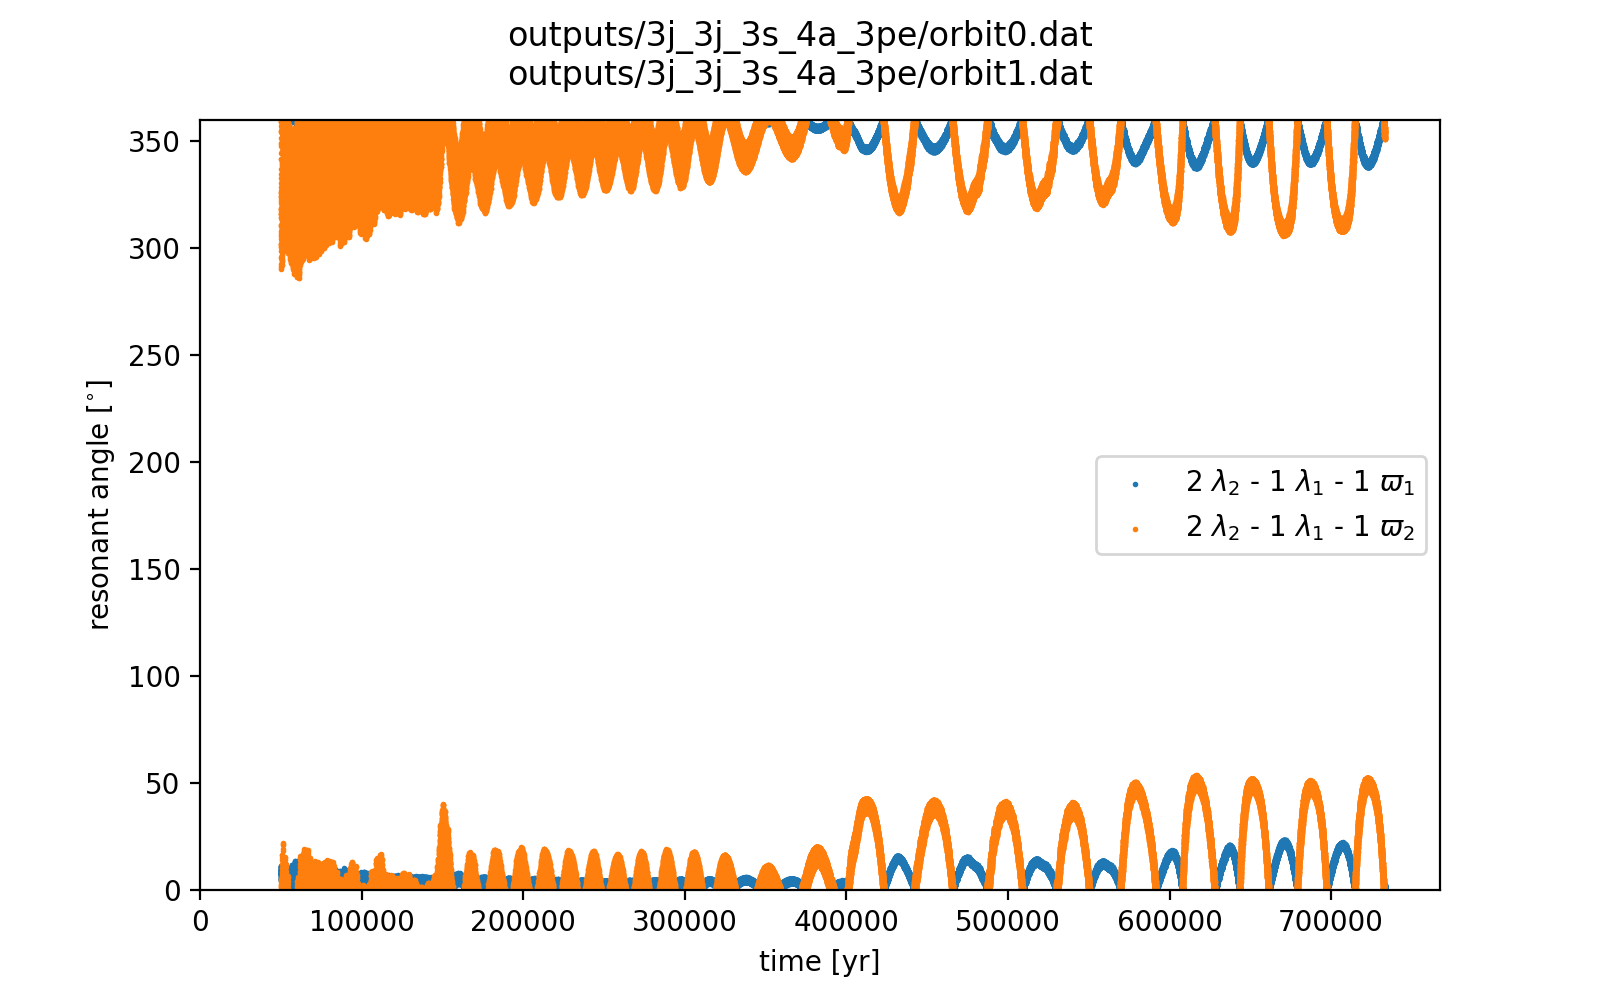 outputs/3j_3j_3s_4a_3pe/orbit0.dat
outputs/3j_3j_3s_4a_3pe/orbit1.dat
350
300
250
200
150
100
50
0
resonant angle [°]
2 λ₂ - 1 λ₁ - 1 ϖ₁
2 λ₂ - 1 λ₁ - 1 ϖ₂
0 100000 200000 300000 400000 500000 600000 700000
time [yr]